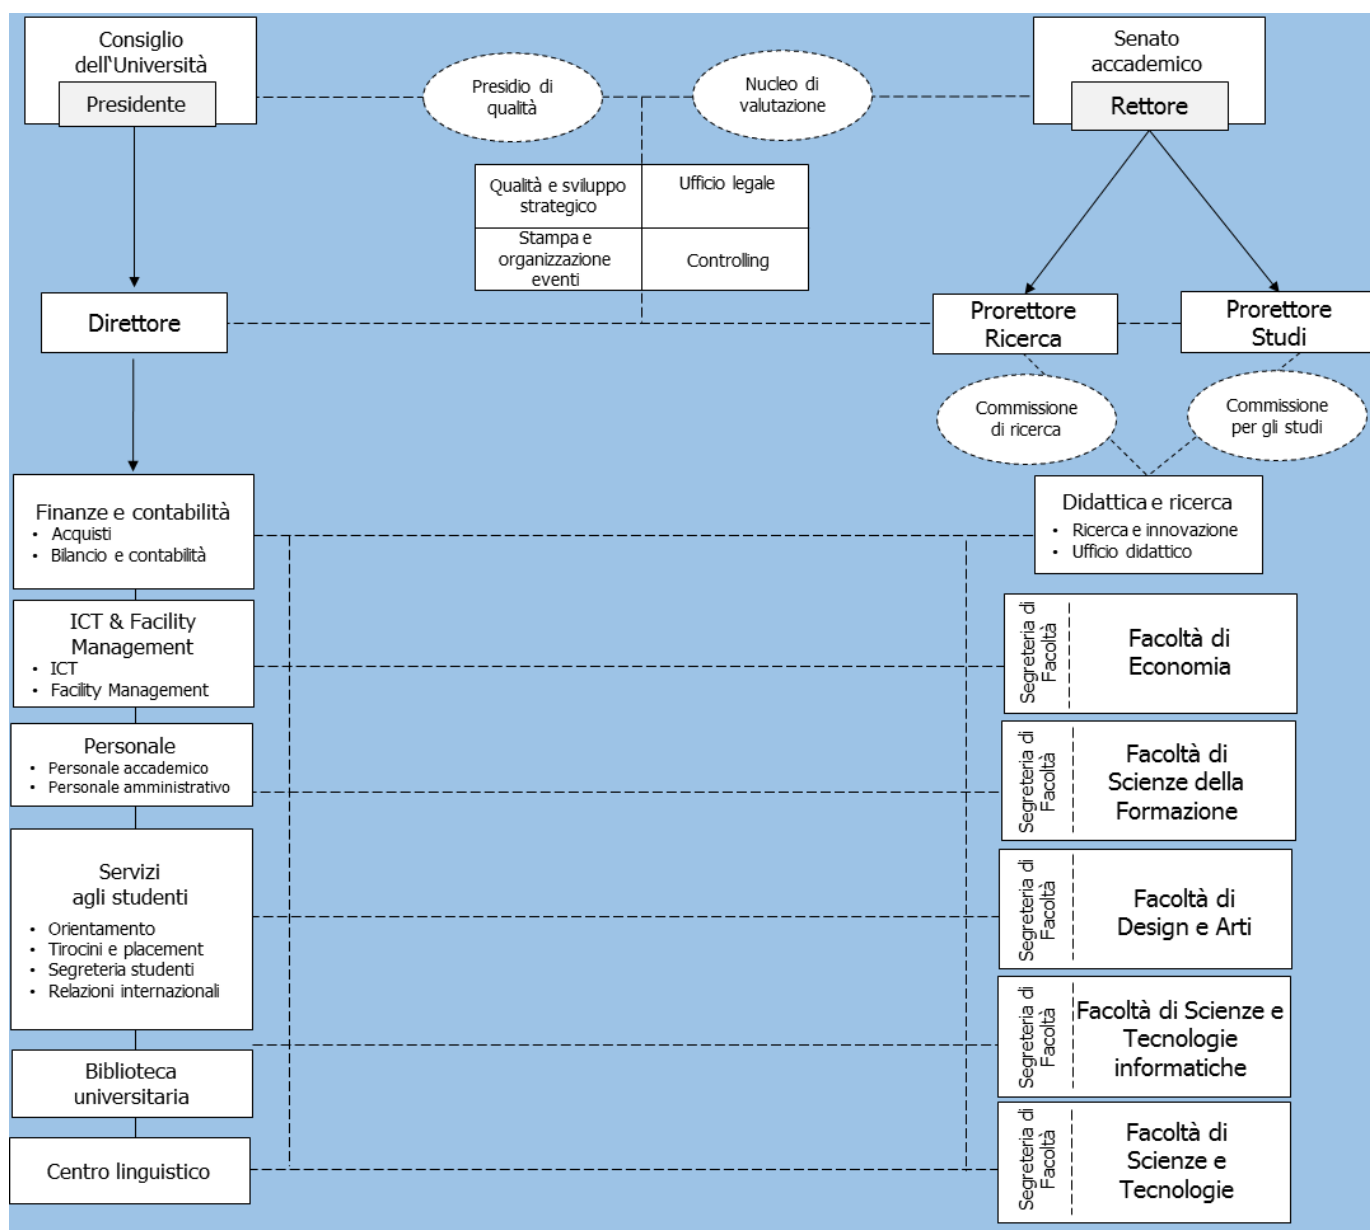 Consiglio
dell'Università
Presidente
Presidio di
qualità
Nucleo di
valutazione
Senato
accademico
Rettore
Qualità e sviluppo
strategico
Ufficio legale
Stampa e
organizzazione
eventi
Controlling
Direttore
Prorettore
Ricerca
Prorettore
Studi
Commissione
di ricerca
Commissione
per gli studi
Finanze e contabilità
• Acquisti
• Bilancio e contabilità
Didattica e ricerca
• Ricerca e innovazione
• Ufficio didattico
ICT & Facility
Management
• ICT
• Facility Management
Segreteria di
Facoltà
Facoltà di
Economia
Personale
• Personale accademico
• Personale amministrativo
Segreteria di
Facoltà
Facoltà di
Scienze della
Formazione
Servizi
agli studenti
• Orientamento
• Tirocini e placement
• Segreteria studenti
• Relazioni internazionali
Segreteria di
Facoltà
Facoltà di
Design e Arti
Segreteria di
Facoltà
Facoltà di Scienze e
Tecnologie
informatiche
Biblioteca
universitaria
Centro linguistico
Segreteria di
Facoltà
Facoltà di
Scienze e
Tecnologie